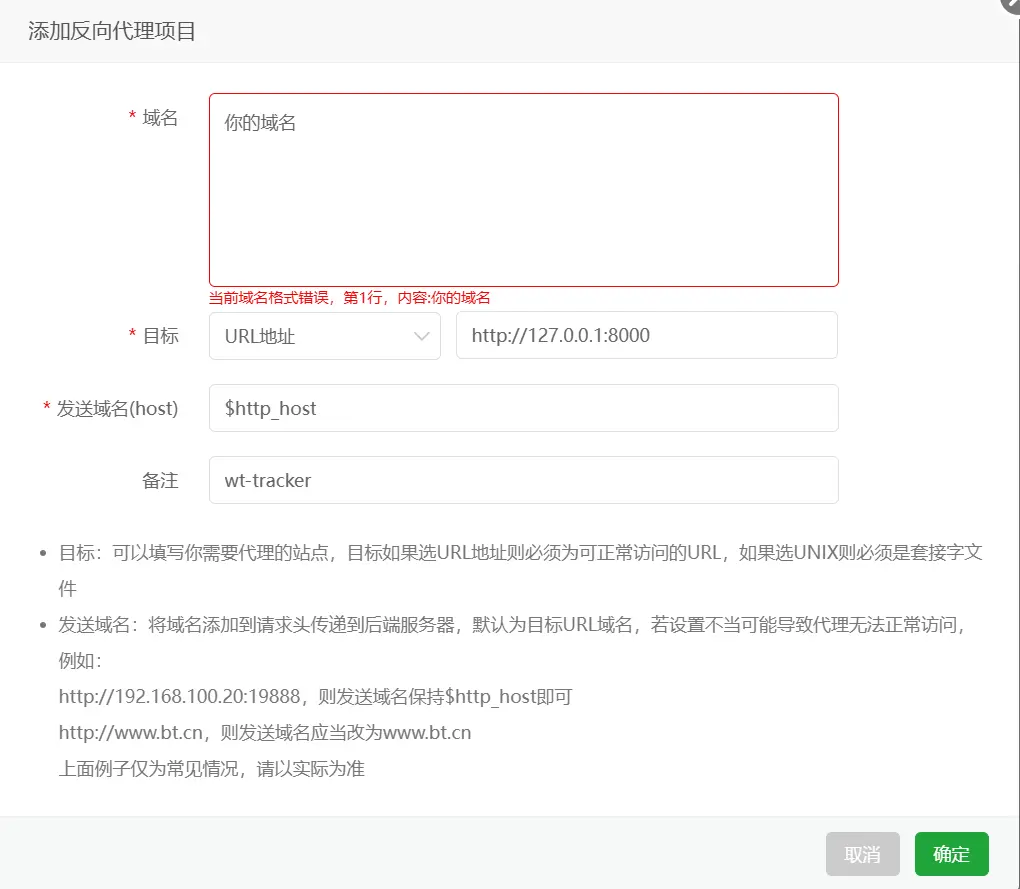 添加反向代理项目
* 域名
你的域名
当前域名格式错误，第1行，内容:你的域名
* 目标 URL地址 http://127.0.0.1:8000
* 发送域名(host) $http_host
备注 wt-tracker
• 目标：可以填写你需要代理的站点，目标如果选URL地址则必须为可正常访问的URL，如果选UNIX则必须是套接字文
件
• 发送域名：将域名添加到请求头传递到后端服务器，默认为目标URL域名，若设置不当可能导致代理无法正常访问，
例如：
http://192.168.100.20:19888，则发送域名保持$http_host即可
http://www.bt.cn，则发送域名应当改为www.bt.cn
上面例子仅为常见情况，请以实际为准
取消 确定